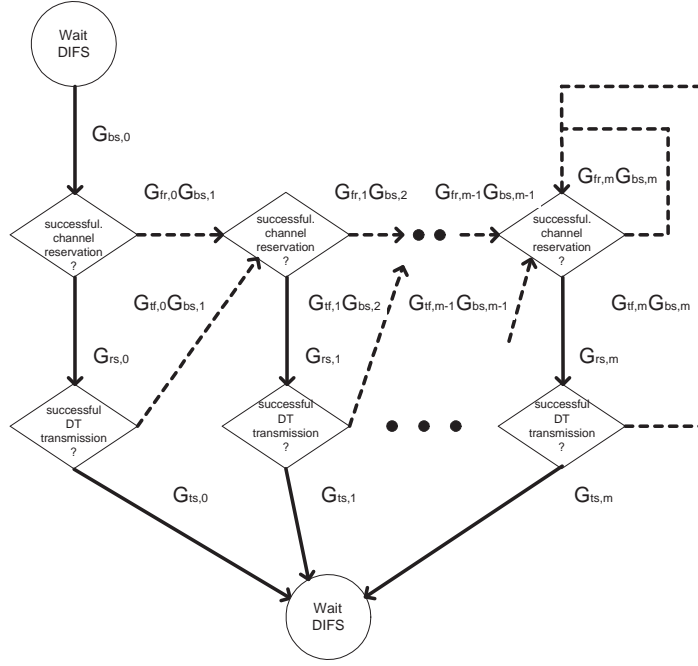 Wait
DIFS
Gbs,0
Gfr,0Gbs,1
Gfr,1Gbs,2
Gfr,m-1Gbs,m-1
Gfr,mGbs,m
successful.
channel
reservation
?
successful.
channel
reservation
?
successful.
channel
reservation
?
Gtf,0Gbs,1
Gtf,1Gbs,2
Gtf,m-1Gbs,m-1
Gtf,mGbs,m
Grs,0
Grs,1
Grs,m
successful
DT
transmission
?
successful
DT
transmission
?
successful
DT
transmission
?
Gts,0
Gts,1
Gts,m
Wait
DIFS